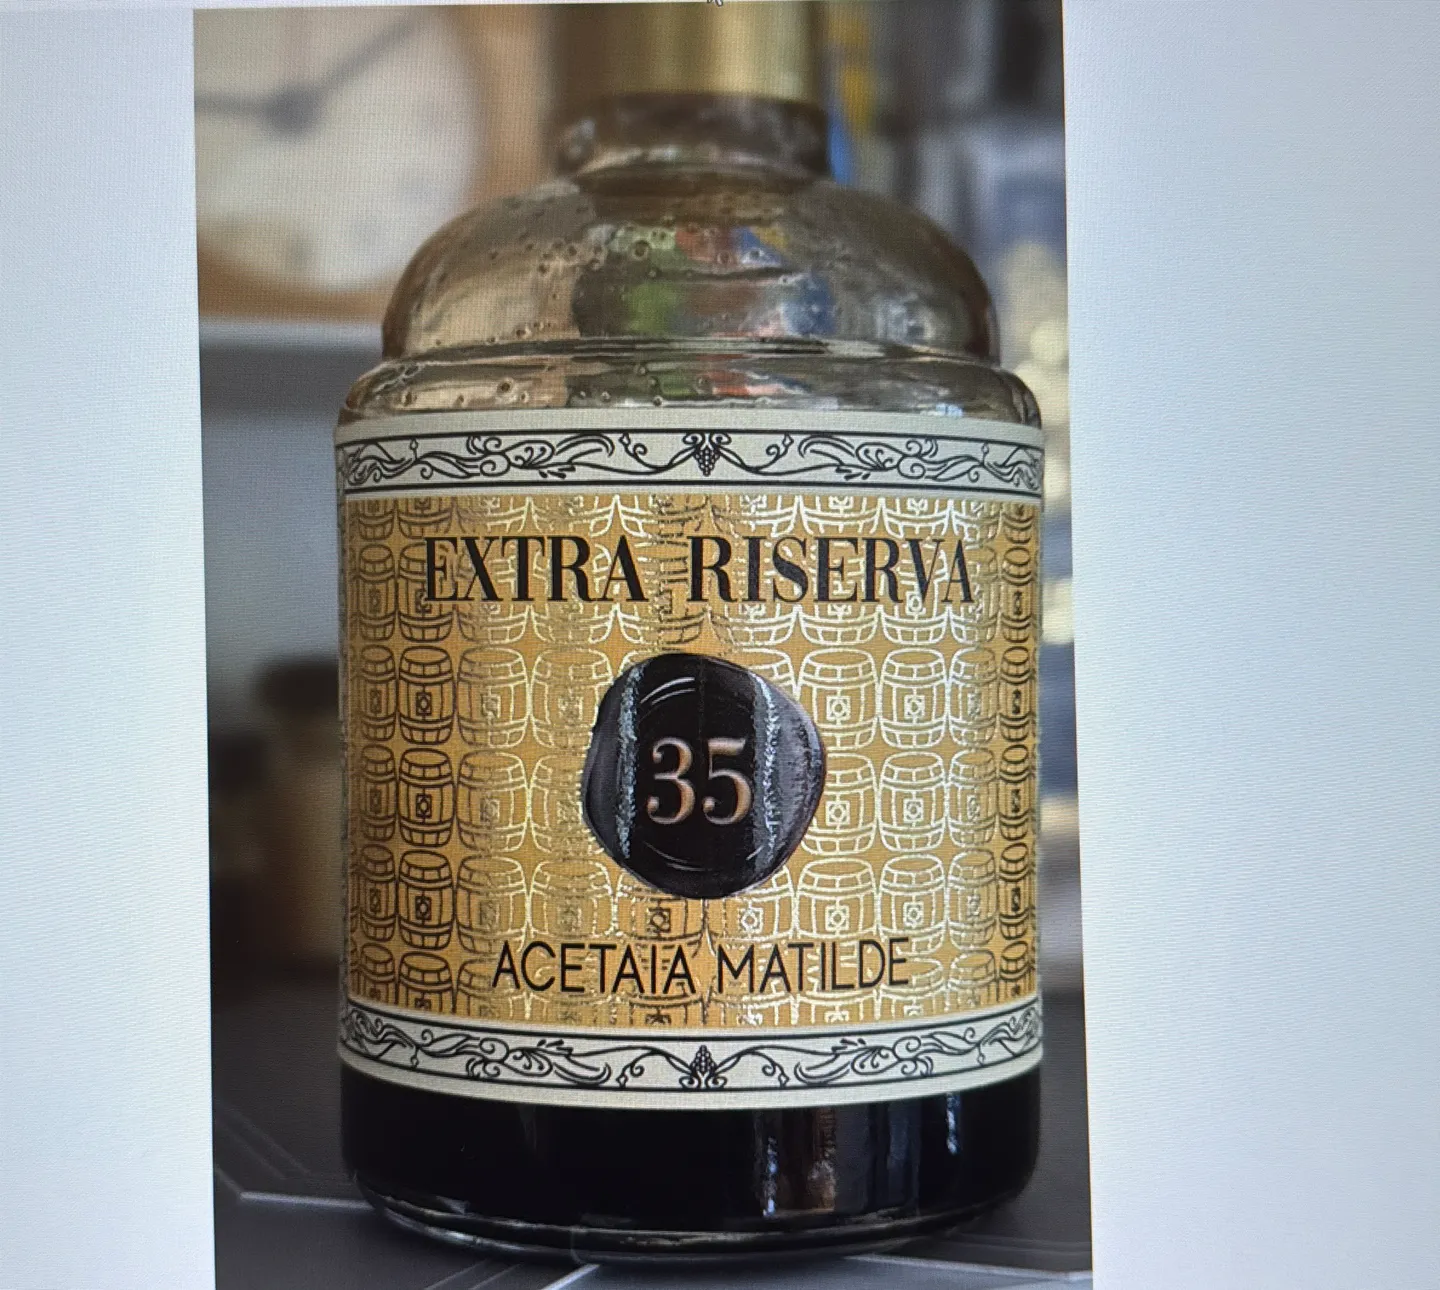 EXTRA RISERVA
35
ACETAIA MATILDE